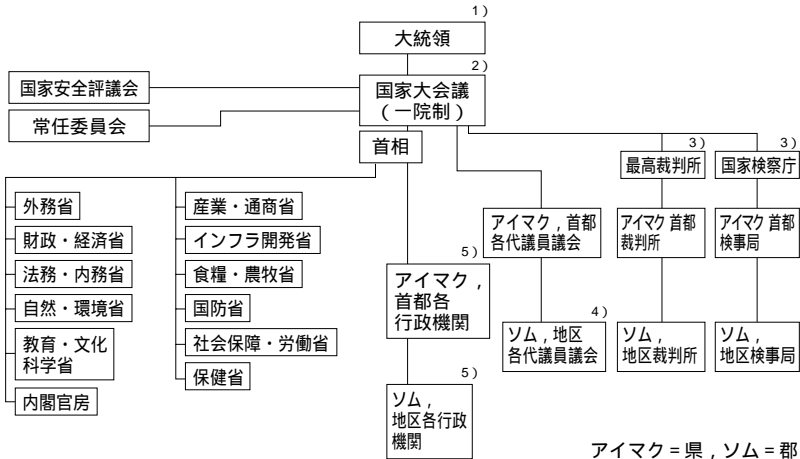 1）
大統領
2）
国家安全評議会
国家大会議
（一院制）
常任委員会
首相
3）
最高裁判所
3）
国家検察庁
外務省
財政・経済省
法務・内務省
自然・環境省
教育・文化
科学省
内閣官房
産業・通商省
インフラ開発省
食糧・農牧省
国防省
社会保障・労働省
保健省
5）
アイマク，
首都各
行政機関
5）
ソム，
地区各行政
機関
アイマク，首都
各代議員議会
4）
ソム，地区
各代議員議会
アイマク 首都
裁判所
ソム，
地区裁判所
アイマク 首都
検事局
ソム，
地区検事局
アイマク＝県，ソム＝郡